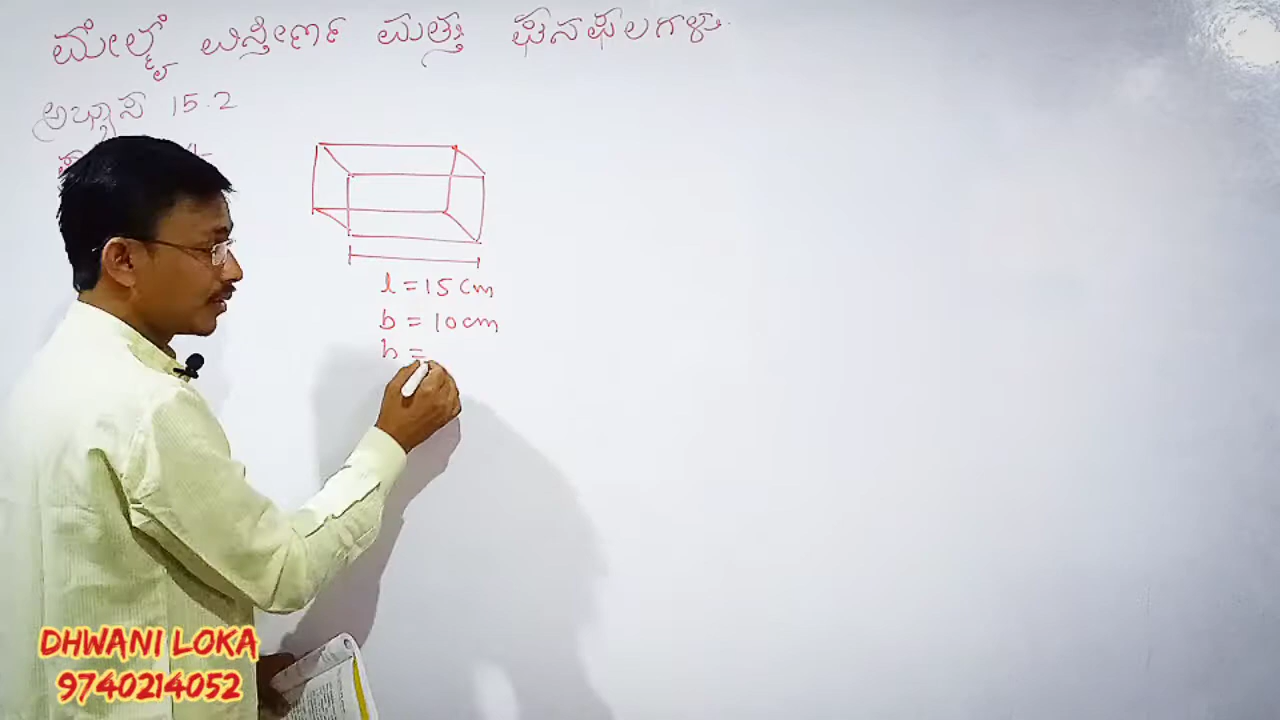 ಮೇಲ್ಮೈ ವಿಸ್ತೀರ್ಣ ಮತ್ತು ಘನಫಲಗಳು.
ಅಭ್ಯಾಸ 15.2
l = 15 cm
b = 10 cm
h =
DHWANI LOKA
9740214052